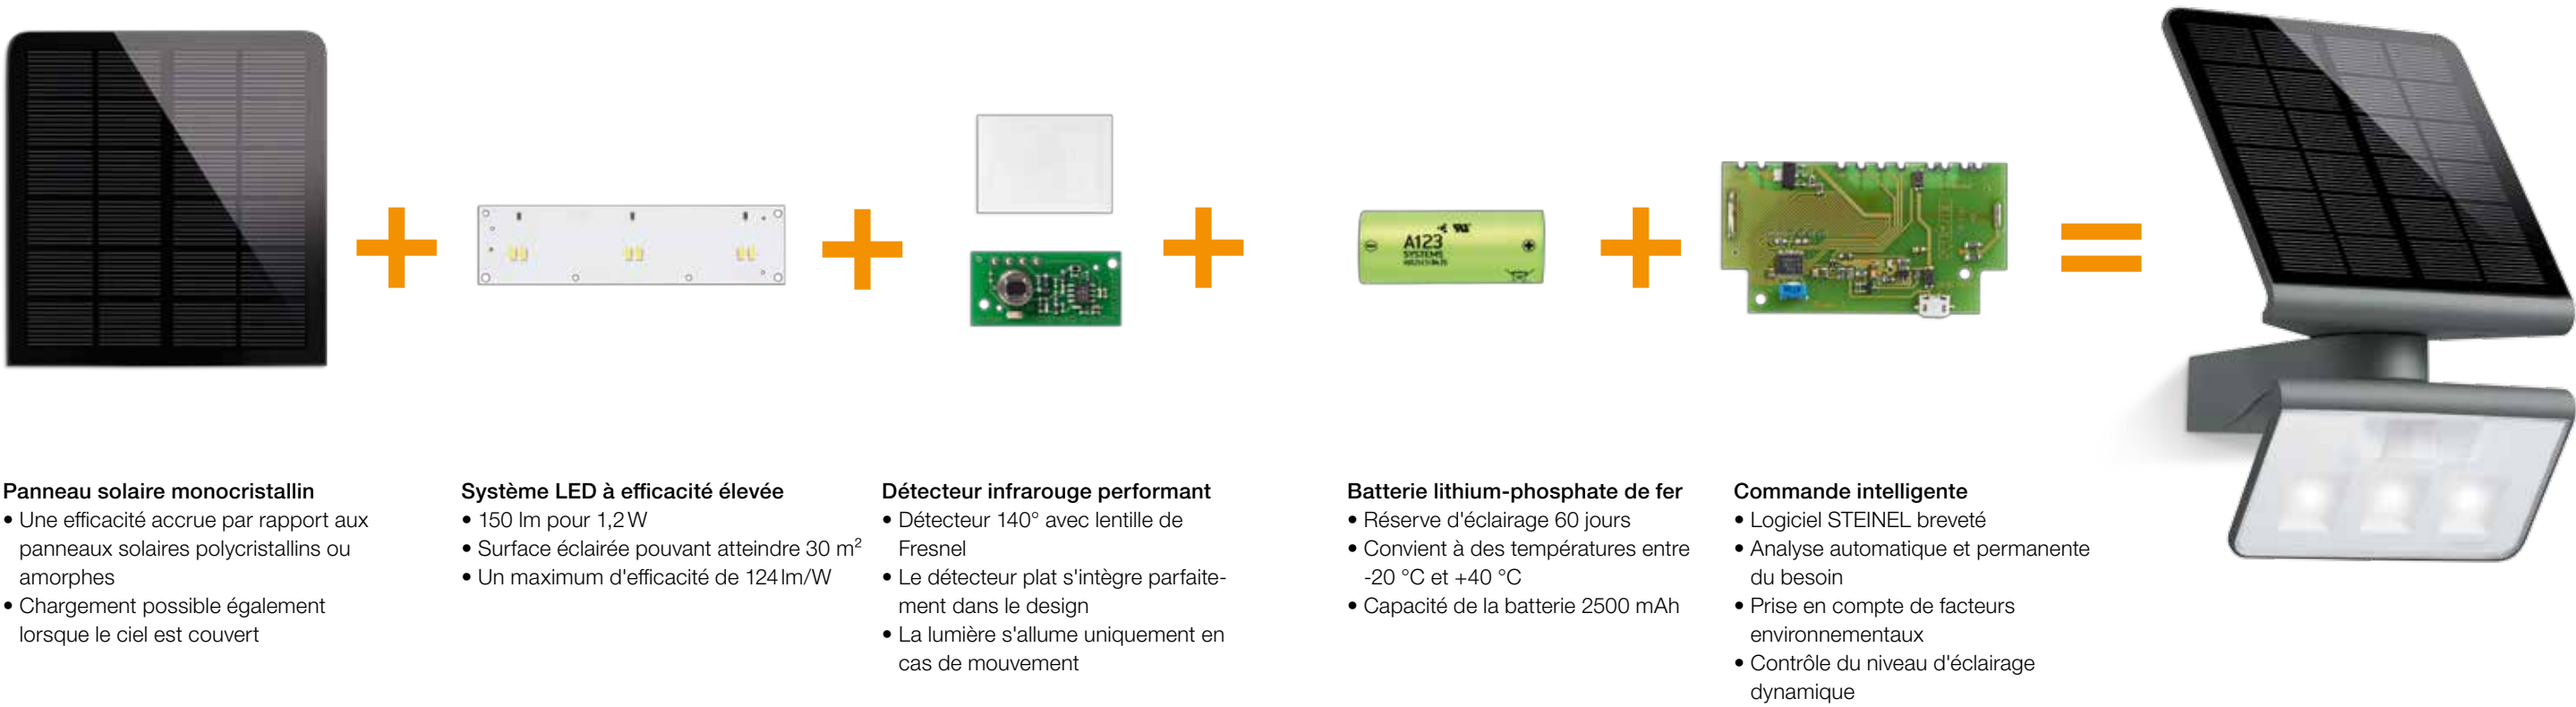 A123
SYSTEMS
Panneau solaire monocristallin
• Une efficacité accrue par rapport aux
panneaux solaires polycristallins ou
amorphes
• Chargement possible également
lorsque le ciel est couvert
Système LED à efficacité élevée
• 150 lm pour 1,2 W
• Surface éclairée pouvant atteindre 30 m²
• Un maximum d'efficacité de 124 lm/W
Détecteur infrarouge performant
• Détecteur 140° avec lentille de
Fresnel
• Le détecteur plat s'intègre parfaite-
ment dans le design
• La lumière s'allume uniquement en
cas de mouvement
Batterie lithium-phosphate de fer
• Réserve d'éclairage 60 jours
• Convient à des températures entre
-20 °C et +40 °C
• Capacité de la batterie 2500 mAh
Commande intelligente
• Logiciel STEINEL breveté
• Analyse automatique et permanente
du besoin
• Prise en compte de facteurs
environnementaux
• Contrôle du niveau d'éclairage
dynamique